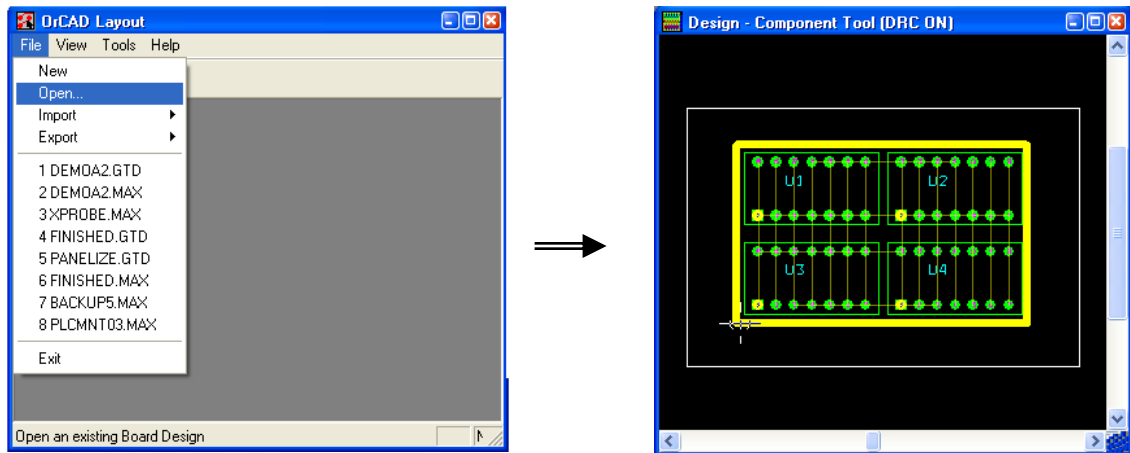 OrCAD Layout
File View Tools Help
New
Open...
Import
Export
1 DEMOA2.GTD
2 DEMOA2.MAX
3 XPROBE.MAX
4 FINISHED.GTD
5 PANELIZE.GTD
6 FINISHED.MAX
7 BACKUP5.MAX
8 PLCMNT03.MAX
Exit
Open an existing Board Design
Design - Component Tool (DRC ON)
U1 U2
U3 U4